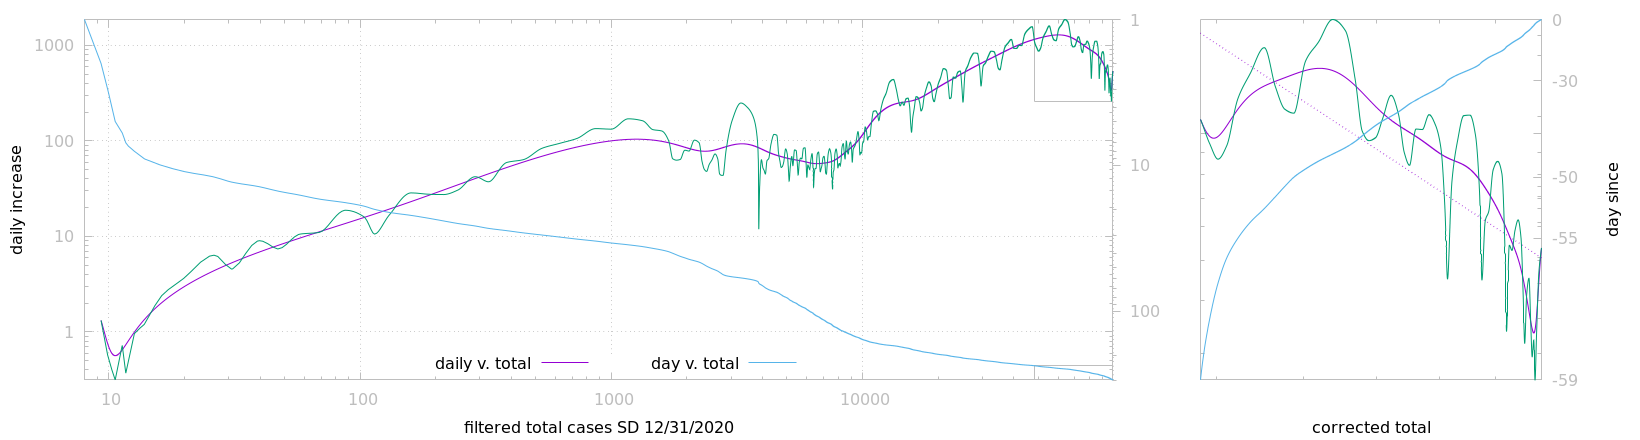 1000
100
10
1
daily increase
10
100
1000
10000
filtered total cases SD 12/31/2020
daily v. total
day v. total
1
10
100
0
-30
-50
-55
-59
day since
corrected total